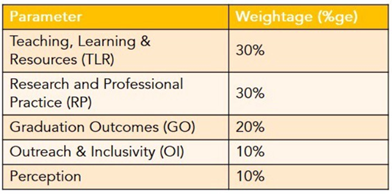 Parameter Weightage (%ge)
Teaching, Learning &
Resources (TLR) 30%
Research and Professional
Practice (RP) 30%
Graduation Outcomes (GO) 20%
Outreach & Inclusivity (OI) 10%
Perception 10%